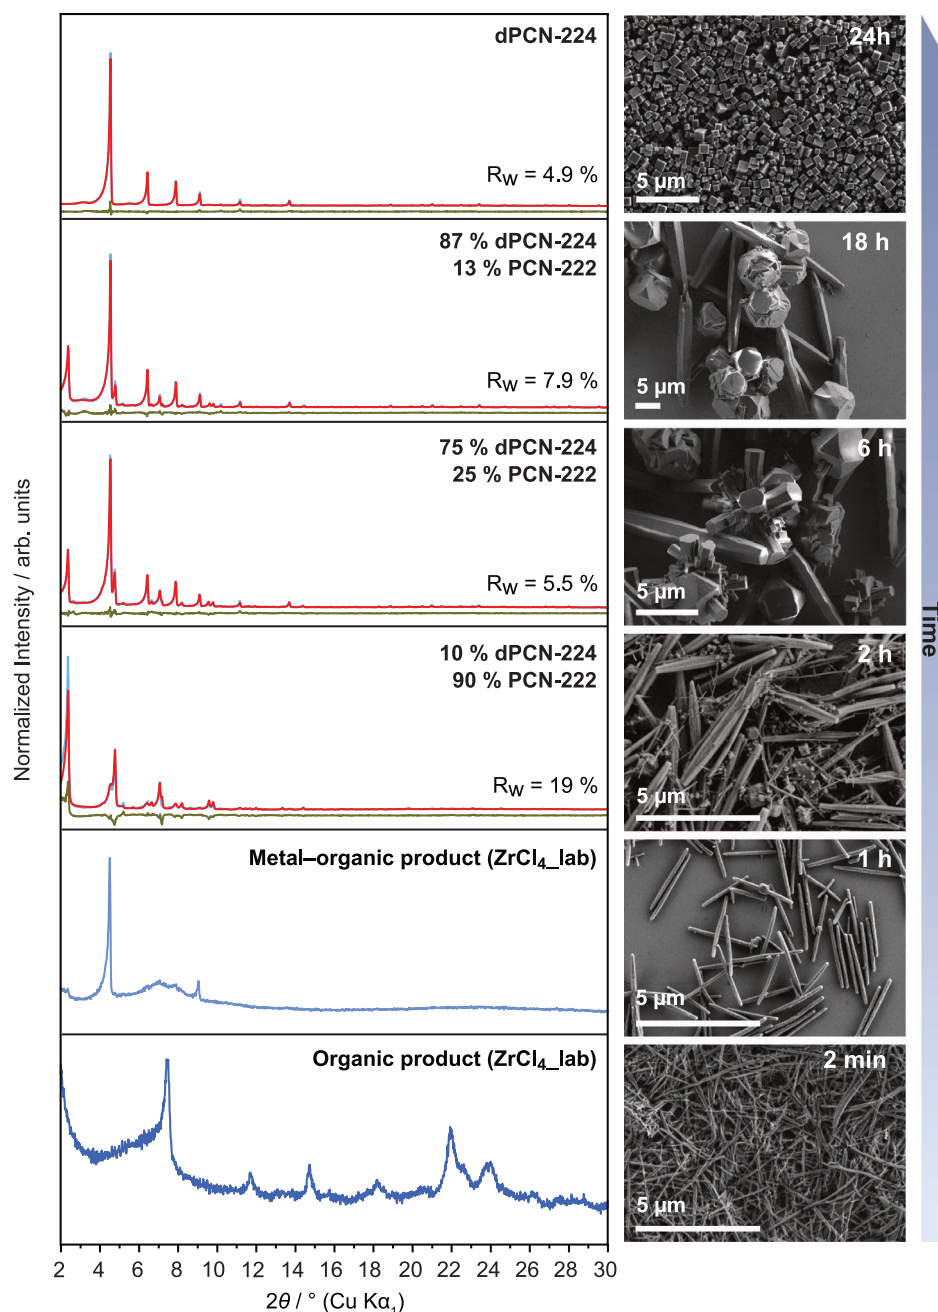 dPCN-224
R_W = 4.9 %
24h
5 µm
87 % dPCN-224
13 % PCN-222
R_W = 7.9 %
18 h
5 µm
75 % dPCN-224
25 % PCN-222
R_W = 5.5 %
6 h
5 µm
10 % dPCN-224
90 % PCN-222
R_W = 19 %
2 h
5 µm
Metal–organic product (ZrCl₄_lab)
1 h
5 µm
Organic product (ZrCl₄_lab)
2 min
5 µm
Normalized Intensity / arb. units
Time
2 4 6 8 10 12 14 16 18 20 22 24 26 28 30
2θ / ° (Cu Kα₁)